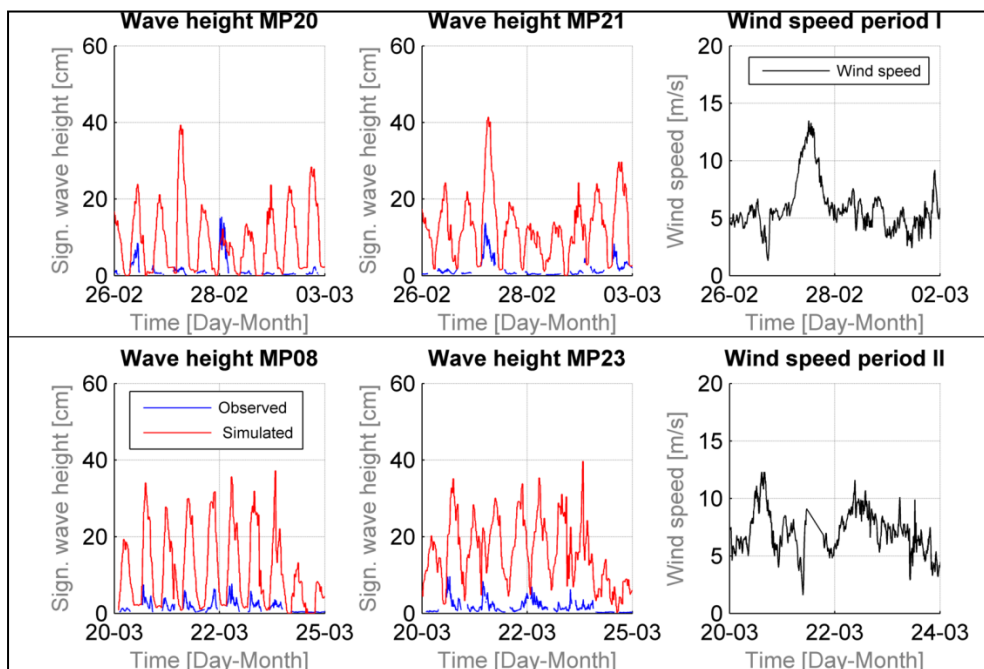 Wave height MP20
Sign. wave height [cm]
60
40
20
0
26-02 28-02 03-03
Time [Day-Month]
Wave height MP21
Sign. wave height [cm]
60
40
20
0
26-02 28-02 03-03
Time [Day-Month]
Wind speed period I
Wind speed [m/s]
20
15
10
5
0
Wind speed
26-02 28-02 02-03
Time [Day-Month]
Wave height MP08
Sign. wave height [cm]
60
40
20
0
Observed
Simulated
20-03 22-03 25-03
Time [Day-Month]
Wave height MP23
Sign. wave height [cm]
60
40
20
0
20-03 22-03 25-03
Time [Day-Month]
Wind speed period II
Wind speed [m/s]
20
15
10
5
0
20-03 22-03 24-03
Time [Day-Month]